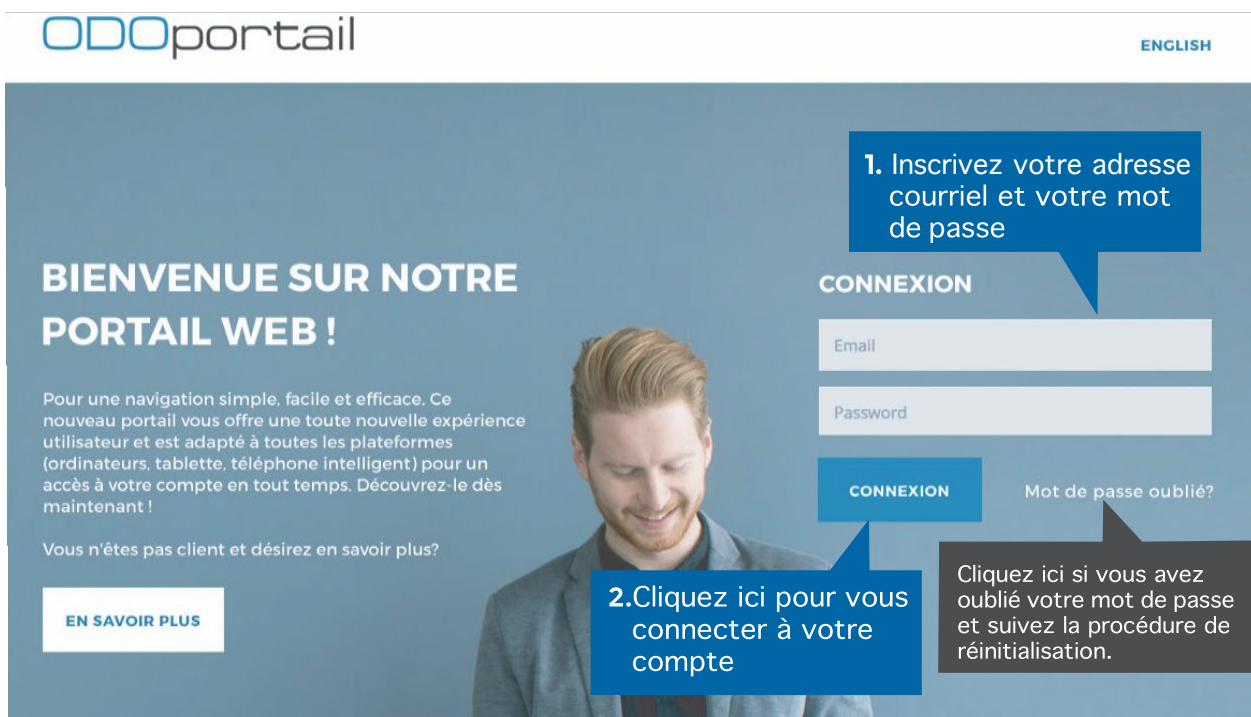 ODOportail
ENGLISH
1. Inscrivez votre adresse
courriel et votre mot
de passe
BIENVENUE SUR NOTRE
PORTAIL WEB !
Pour une navigation simple, facile et efficace. Ce
nouveau portail vous offre une toute nouvelle expérience
utilisateur et est adapté à toutes les plateformes
(ordinateurs, tablette, téléphone intelligent) pour un
accès à votre compte en tout temps. Découvrez-le dès
maintenant !
Vous n'êtes pas client et désirez en savoir plus?
EN SAVOIR PLUS
CONNEXION
Email
Password
CONNEXION
Mot de passe oublié?
2.Cliquez ici pour vous
connecter à votre
compte
Cliquez ici si vous avez
oublié votre mot de passe
et suivez la procédure de
réinitialisation.